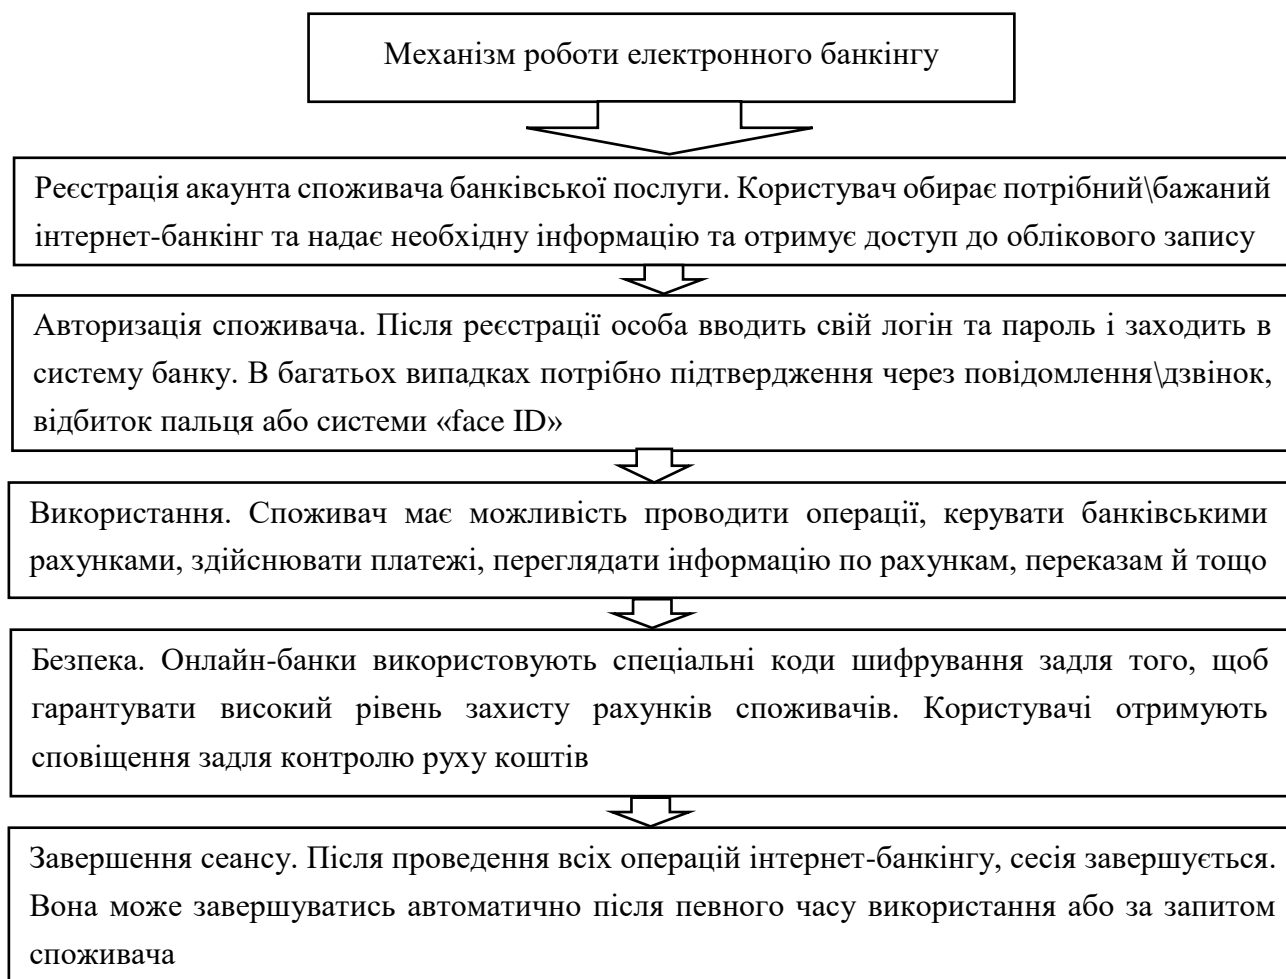 Механізм роботи електронного банкінгу
Реєстрація акаунта споживача банківської послуги. Користувач обирає потрібний\бажаний
інтернет-банкінг та надає необхідну інформацію та отримує доступ до облікового запису
Авторизація споживача. Після реєстрації особа вводить свій логін та пароль і заходить в
систему банку. В багатьох випадках потрібно підтвердження через повідомлення\дзвінок,
відбиток пальця або системи «face ID»
Використання. Споживач має можливість проводити операції, керувати банківськими
рахунками, здійснювати платежі, переглядати інформацію по рахункам, переказам й тощо
Безпека. Онлайн-банки використовують спеціальні коди шифрування задля того, щоб
гарантувати високий рівень захисту рахунків споживачів. Користувачі отримують
сповіщення задля контролю руху коштів
Завершення сеансу. Після проведення всіх операцій інтернет-банкінгу, сесія завершується.
Вона може завершуватись автоматично після певного часу використання або за запитом
споживача